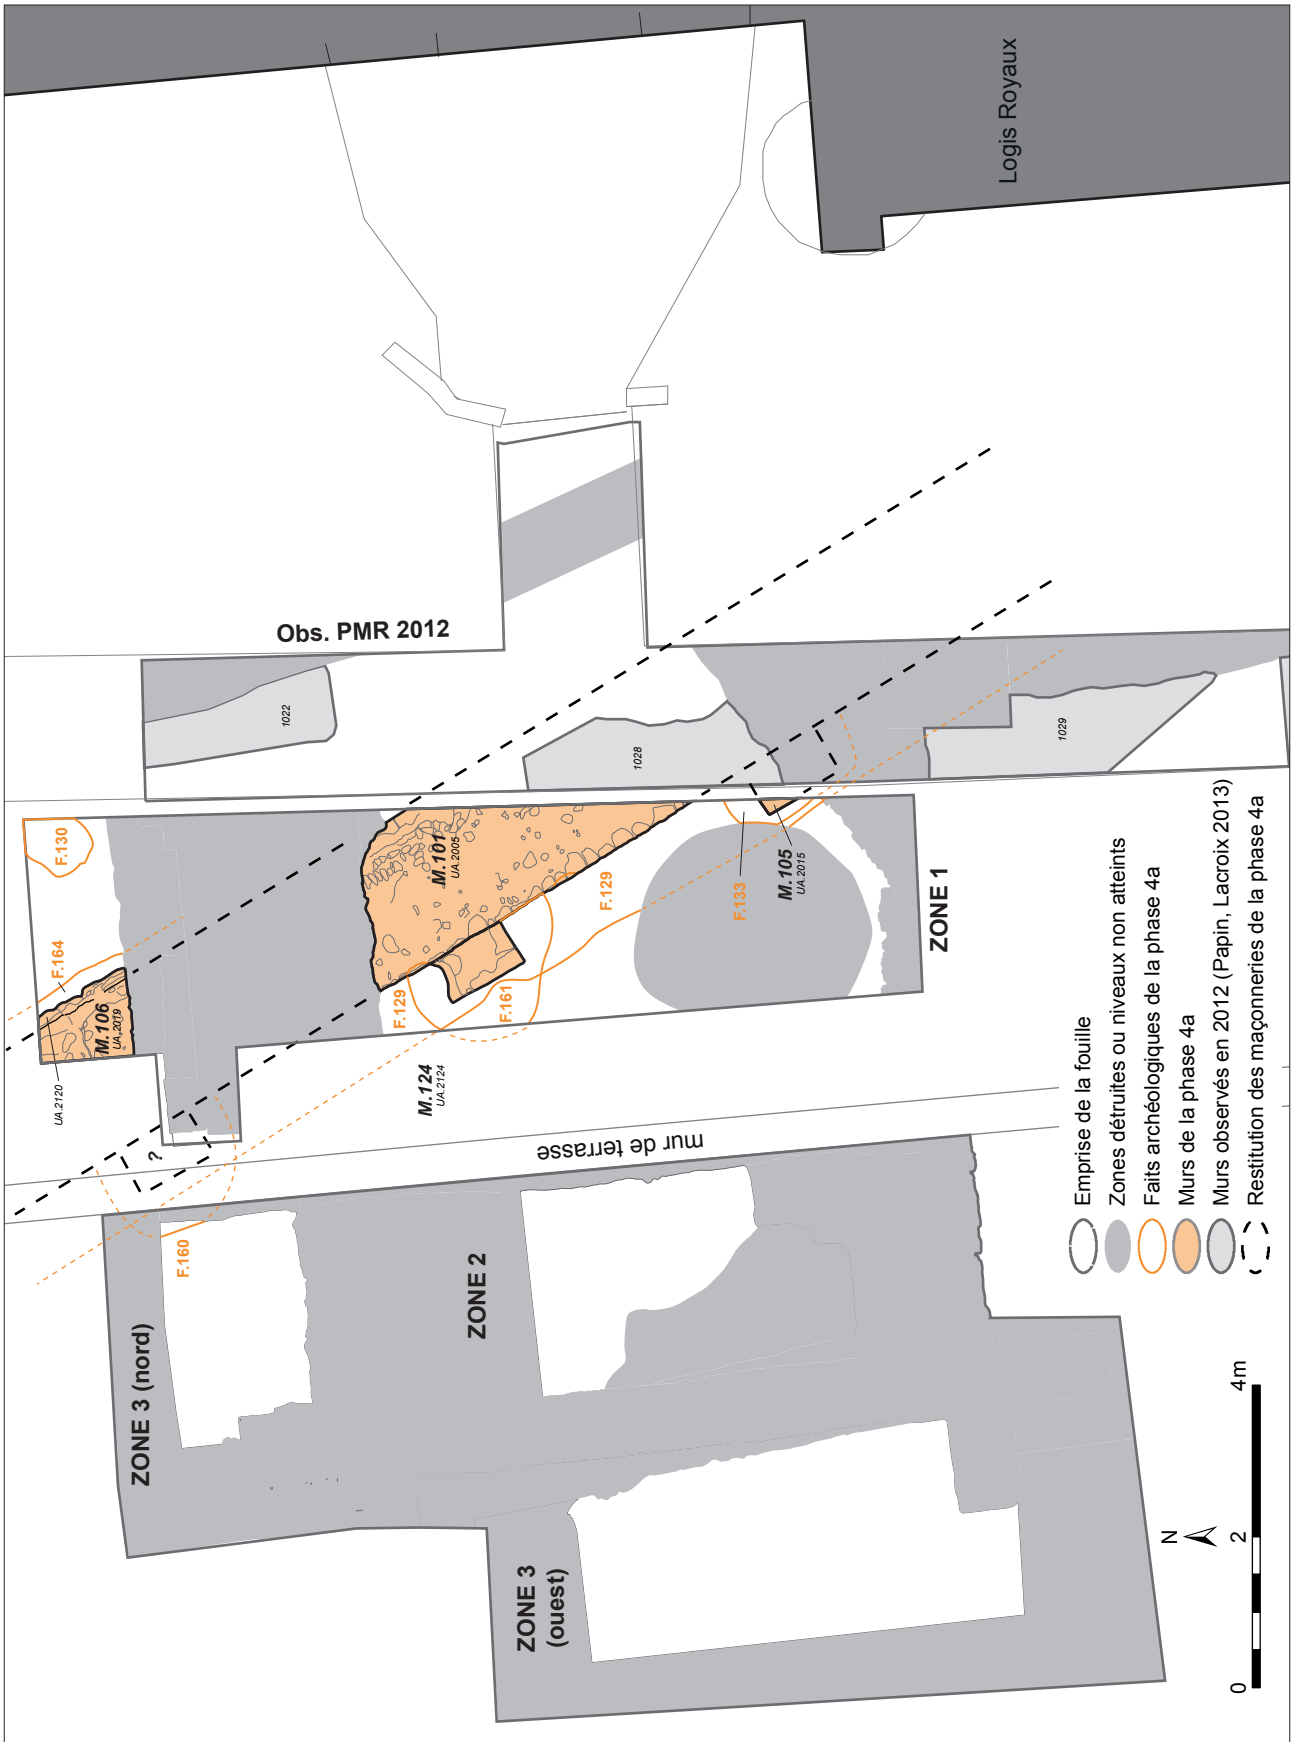 Logis Royaux
Obs. PMR 2012
1022
1028
1029
F.130
F.164
M.106
UA.2019
UA.2120
M.101
UA.2005
F.129
F.129
F.161
F.133
M.105
UA.2015
ZONE 1
M.124
UA.2124
?
mur de terrasse
F.160
ZONE 3 (nord)
ZONE 2
ZONE 3
(ouest)
Emprise de la fouille
Zones détruites ou niveaux non atteints
Faits archéologiques de la phase 4a
Murs de la phase 4a
Murs observés en 2012 (Papin, Lacroix 2013)
Restitution des maçonneries de la phase 4a
N
0
2
4m